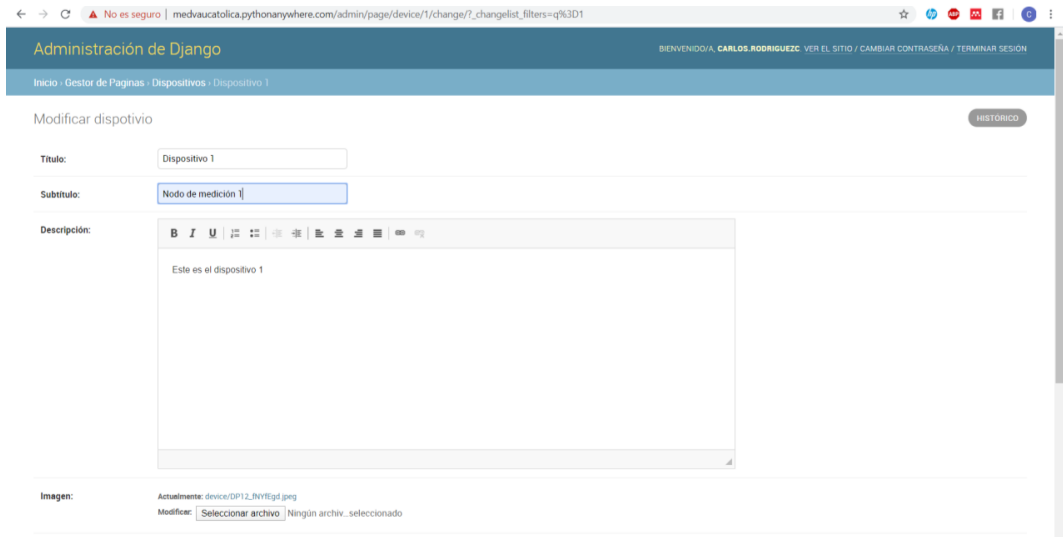 No es seguro | medvaucatolica.pythonanywhere.com/admin/page/device/1/change/?_changelist_filters=q%3D1
Administración de Django
BIENVENIDO/A, CARLOS.RODRIGUEZC. VER EL SITIO / CAMBIAR CONTRASEÑA / TERMINAR SESIÓN
Inicio › Gestor de Paginas › Dispositivos › Dispositivo 1
Modificar dispotivio
HISTÓRICO
Título: Dispositivo 1
Subtítulo: Nodo de medición 1
Descripción:
B I U
Este es el dispositivo 1
Imagen: Actualmente: device/DP12_fNYfEgd.jpeg
Modificar: Seleccionar archivo Ningún archiv...seleccionado